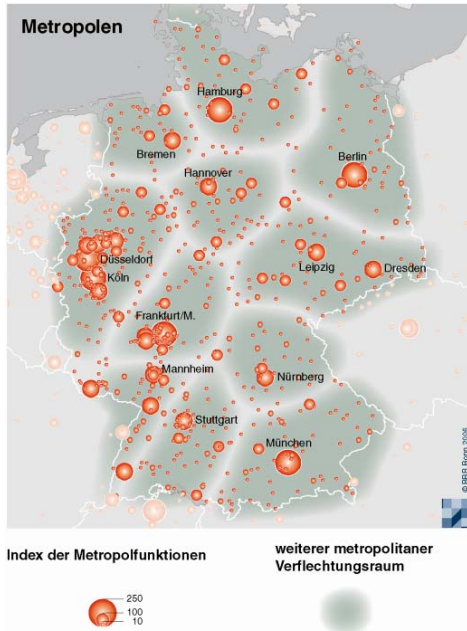 Metropolen
Hamburg
Bremen
Berlin
Hannover
Düsseldorf
Leipzig
Dresden
Köln
Frankfurt/M.
Mannheim
Nürnberg
Stuttgart
München
© BBR Bonn 2006
Index der Metropolfunktionen
weiterer metropolitaner
Verflechtungsraum
250
100
10